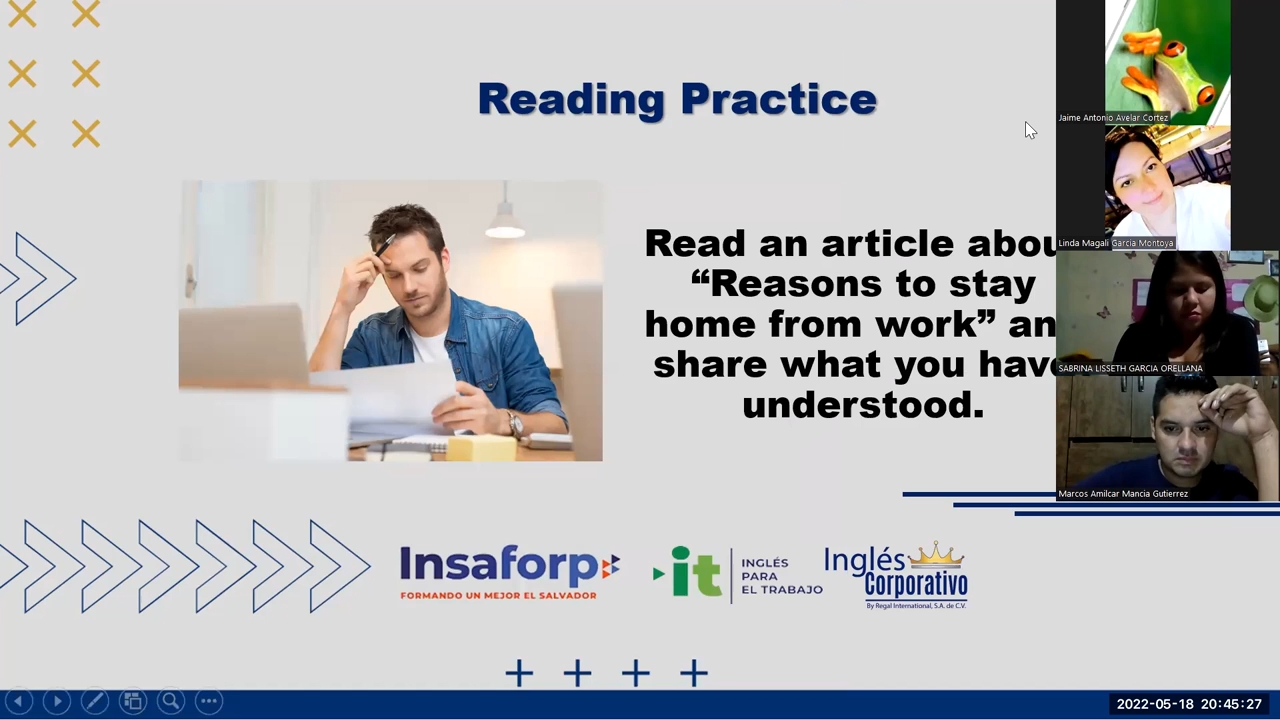 Reading Practice
Read an article abou
“Reasons to stay
home from work” an
share what you have
understood.
Jaime Antonio Avelar Cortez
Linda Magali Garcia Montoya
SABRINA LISSETH GARCIA ORELLANA
Marcos Amilcar Mancia Gutierrez
Insaforp
FORMANDO UN MEJOR EL SALVADOR
it
INGLÉS
PARA
EL TRABAJO
Inglés
Corporativo
By Regal International, S.A. de C.V.
2022-05-18 20:45:27